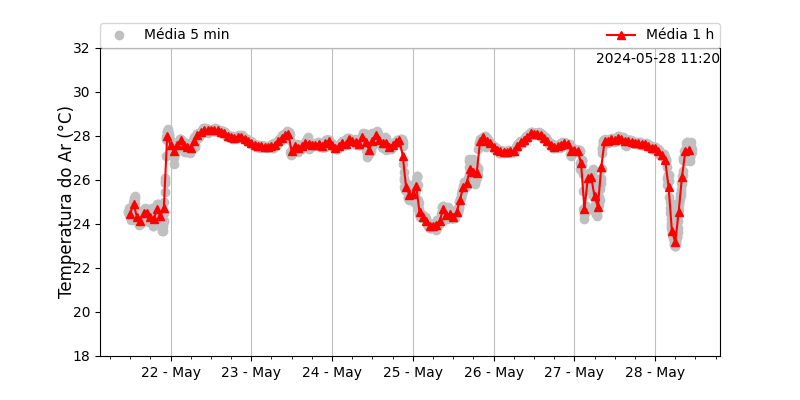 Média 5 min
Média 1 h
2024-05-28 11:20
Temperatura do Ar (°C)
32
30
28
26
24
22
20
18
22 - May
23 - May
24 - May
25 - May
26 - May
27 - May
28 - May